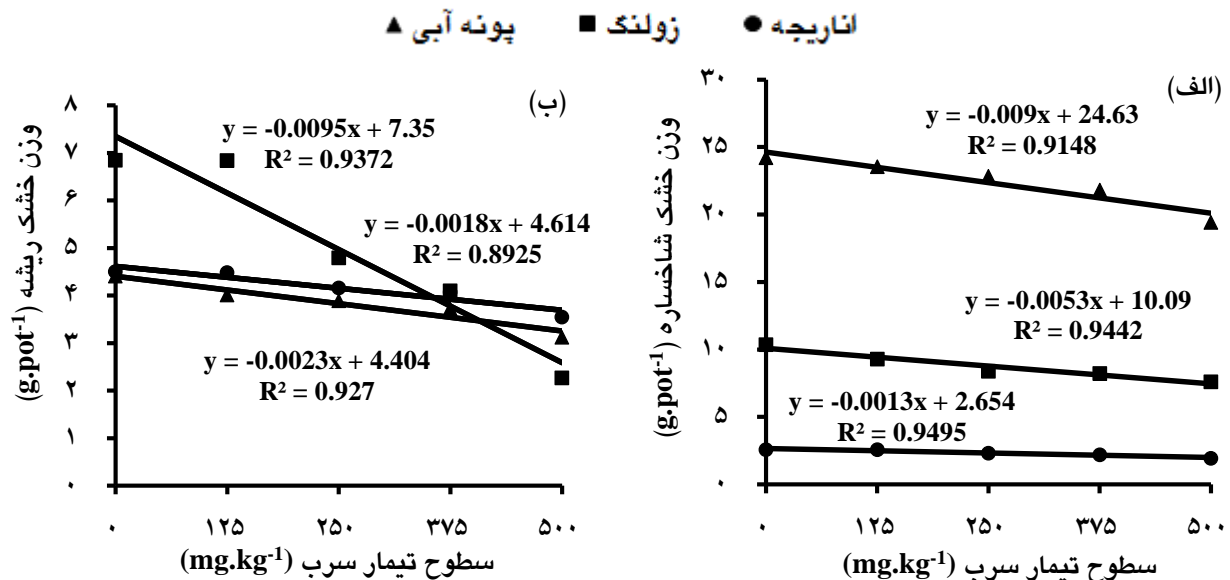 اناریجه ● زولنگ ■ پونه آبی ▲
(الف)
وزن خشک شاخساره (g.pot-1)
۳۰
۲۵
۲۰
۱۵
۱۰
۵
۰
y = -0.009x + 24.63
R² = 0.9148
y = -0.0053x + 10.09
R² = 0.9442
y = -0.0013x + 2.654
R² = 0.9495
۰ ۱۲۵ ۲۵۰ ۳۷۵ ۵۰۰
سطوح تیمار سرب (mg.kg-1)
(ب)
وزن خشک ریشه (g.pot-1)
۸
۷
۶
۵
۴
۳
۲
۱
۰
y = -0.0095x + 7.35
R² = 0.9372
y = -0.0018x + 4.614
R² = 0.8925
y = -0.0023x + 4.404
R² = 0.927
۰ ۱۲۵ ۲۵۰ ۳۷۵ ۵۰۰
سطوح تیمار سرب (mg.kg-1)